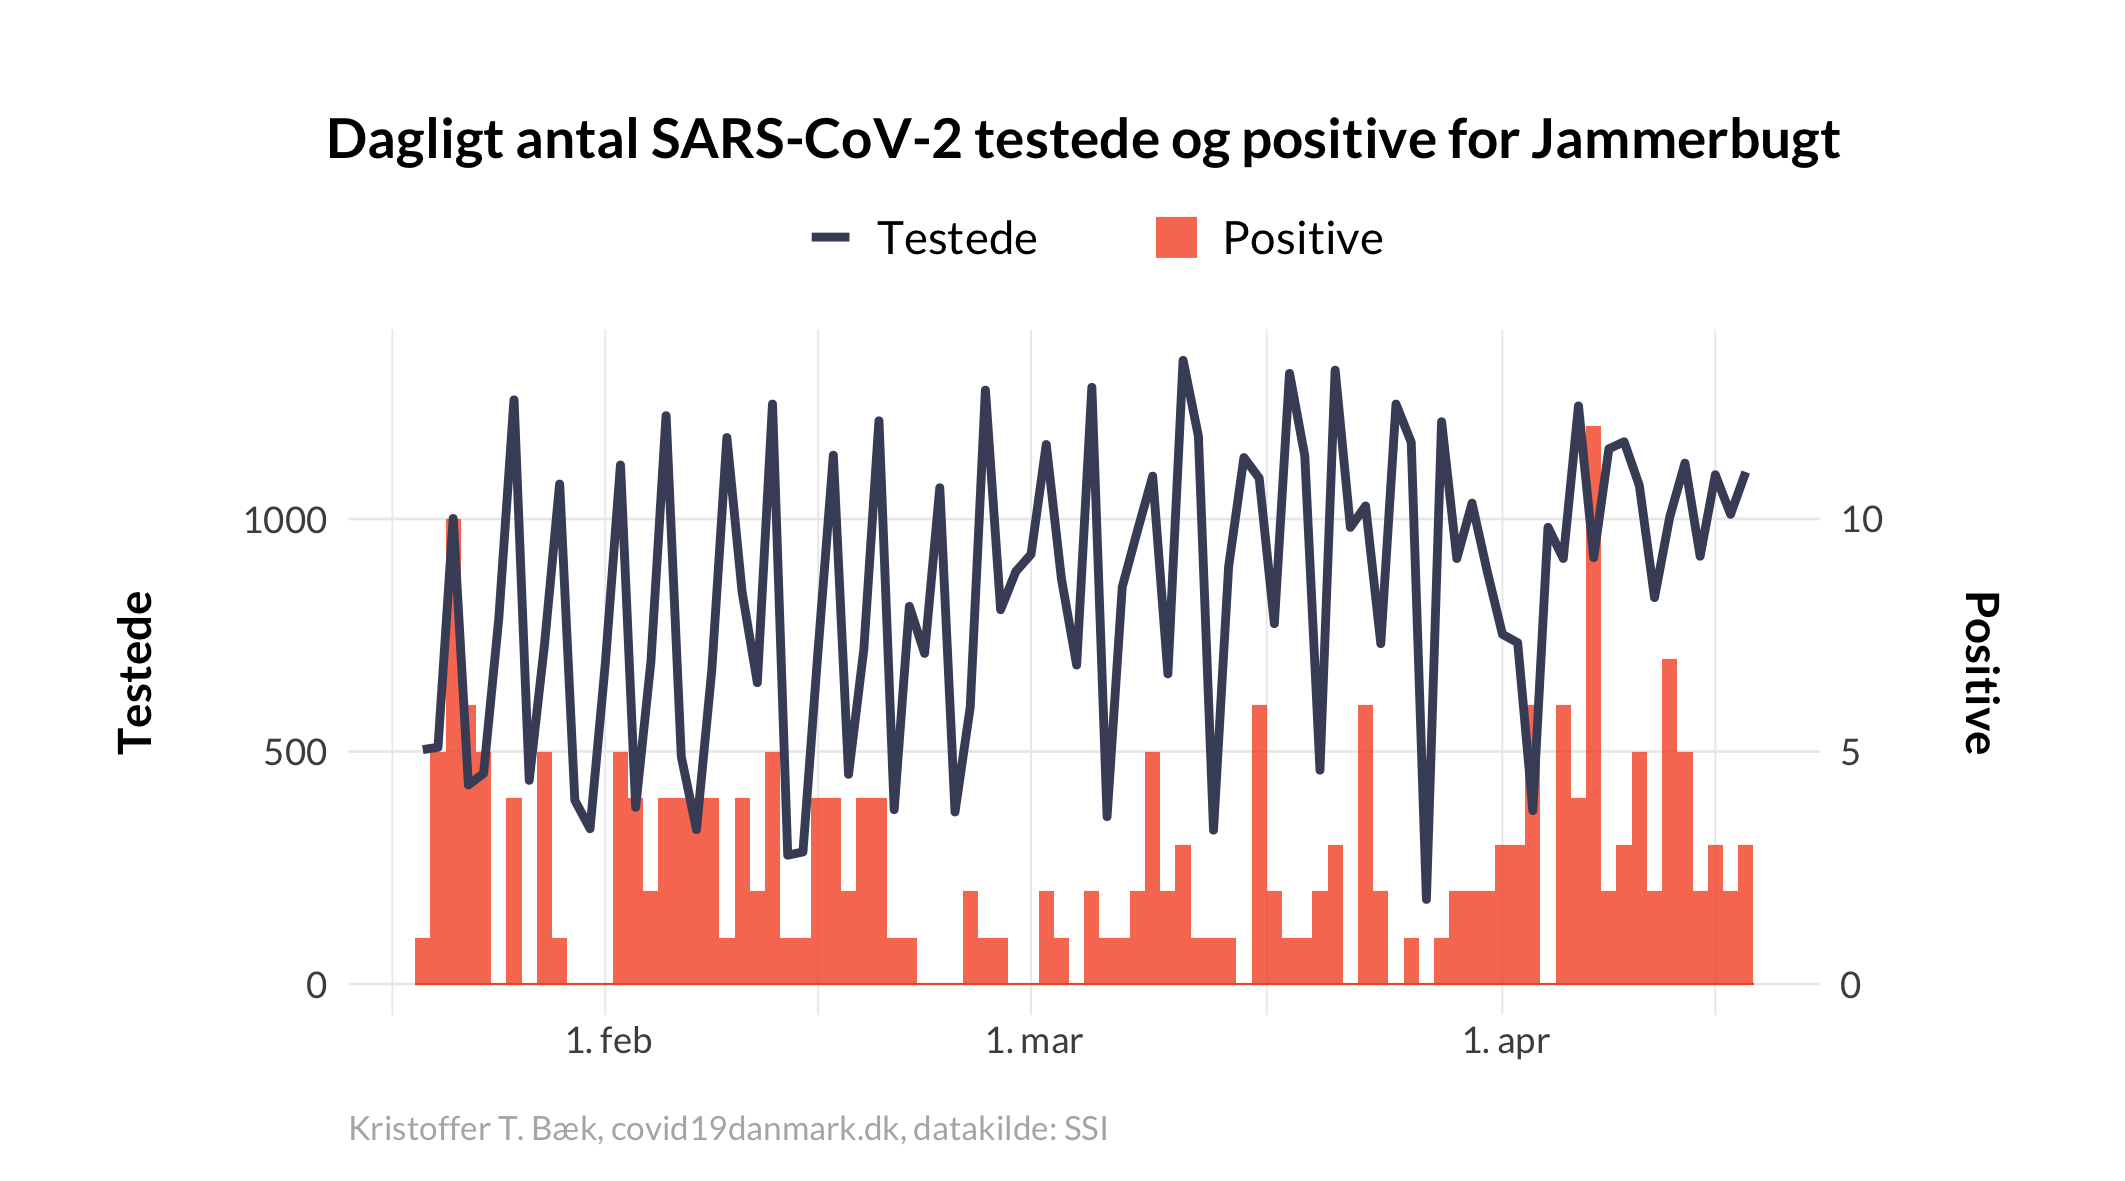 Dagligt antal SARS-CoV-2 testede og positive for Jammerbugt
Testede
Positive
1000
500
0
10
5
0
Testede
Positive
1. feb
1. mar
1. apr
Kristoffer T. Bæk, covid19danmark.dk, datakilde: SSI